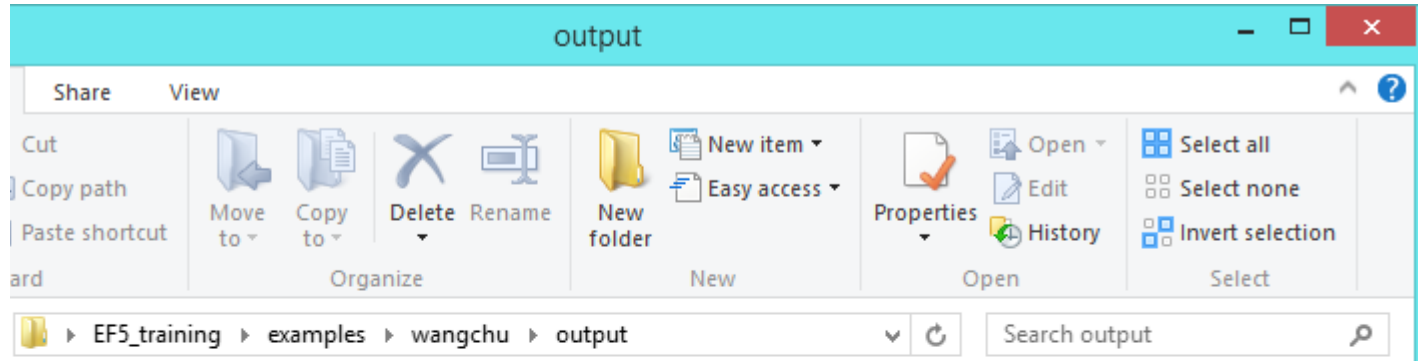 output
Share View
Cut
Copy path
Paste shortcut
Move to
Copy to
Delete
Rename
New folder
New item
Easy access
Properties
Open
Edit
History
Select all
Select none
Invert selection
ard
Organize
New
Open
Select
EF5_training examples wangchu output
Search output